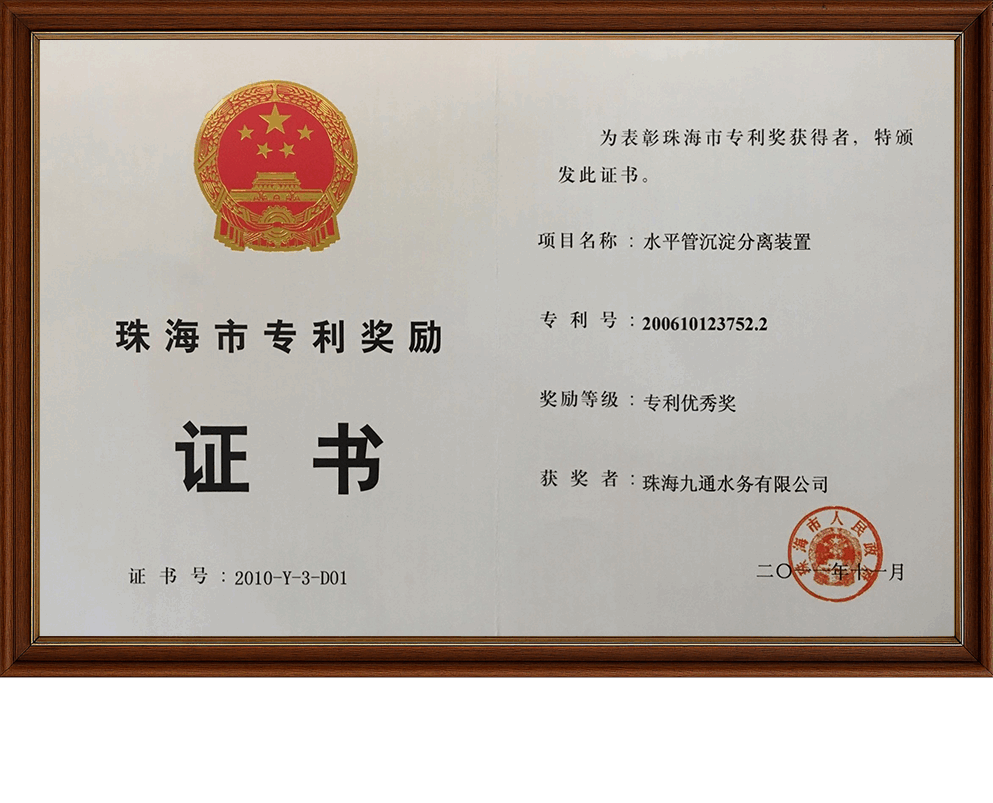 珠海市专利奖励
证书
证书号：2010-Y-3-D01
为表彰珠海市专利奖获得者，特颁
发此证书。
项目名称：水平管沉淀分离装置
专利号：200610123752.2
奖励等级：专利优秀奖
获奖者：珠海九通水务有限公司
珠海市人民政府
年十一月